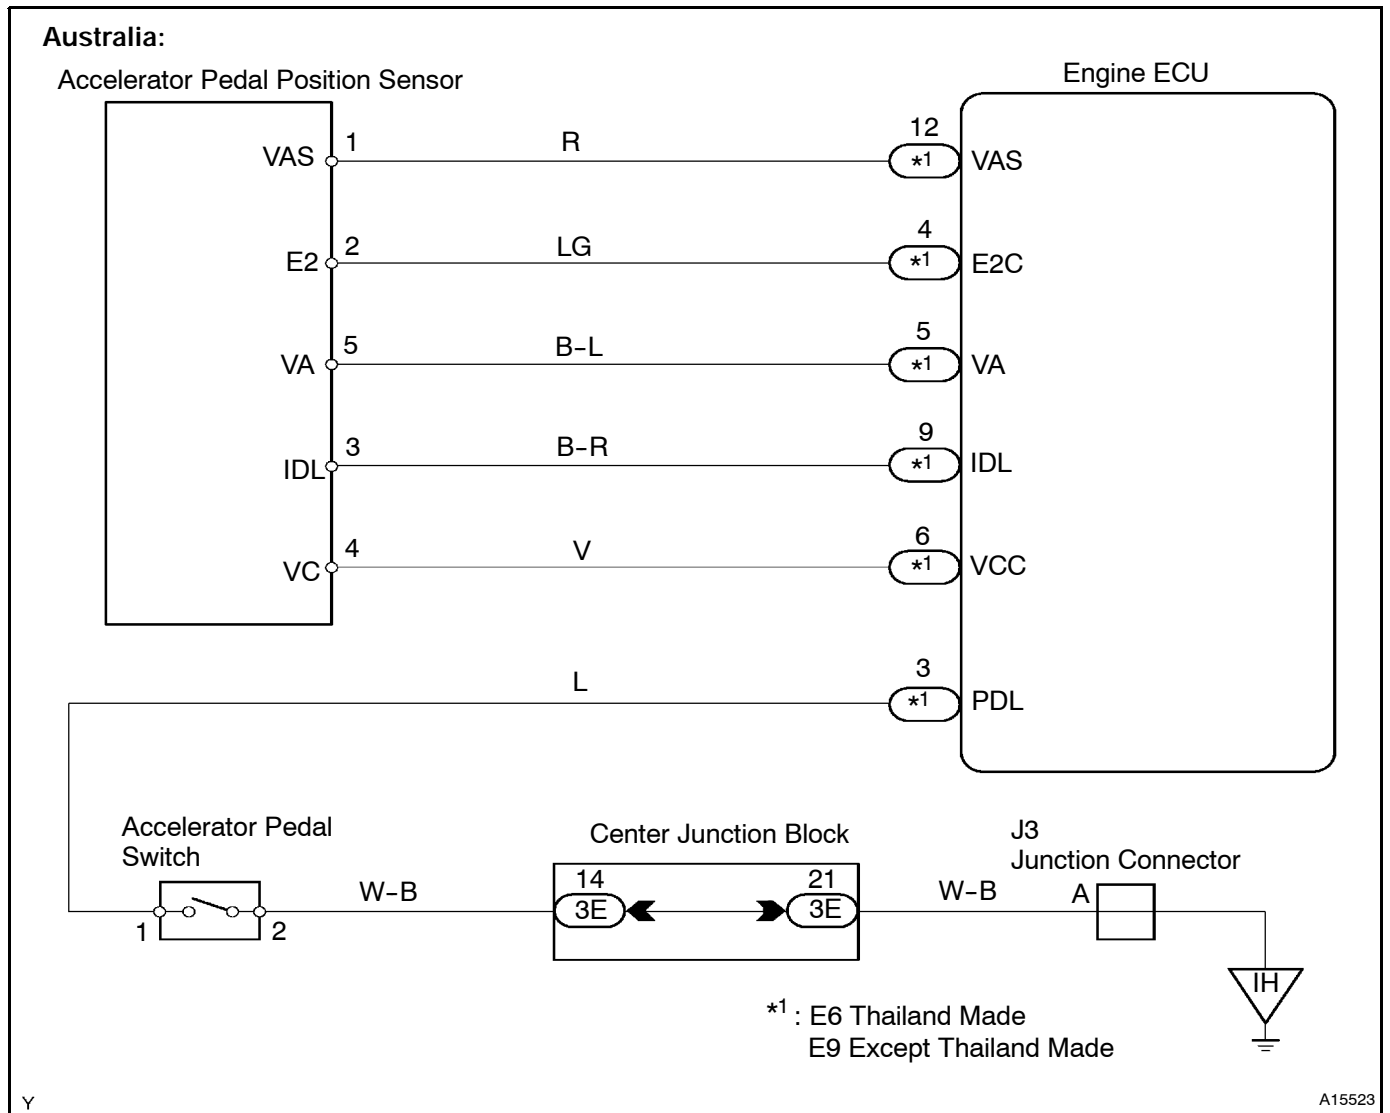 Australia:
Accelerator Pedal Position Sensor
Engine ECU
VAS 1 R 12 *1 VAS
E2 2 LG 4 *1 E2C
VA 5 B-L 5 *1 VA
IDL 3 B-R 9 *1 IDL
VC 4 V 6 *1 VCC
L 3 *1 PDL
Accelerator Pedal
Switch
1 2
W-B
Center Junction Block
14 21
3E 3E
W-B
J3
Junction Connector
A
IH
*1 : E6 Thailand Made
E9 Except Thailand Made
Y
A15523